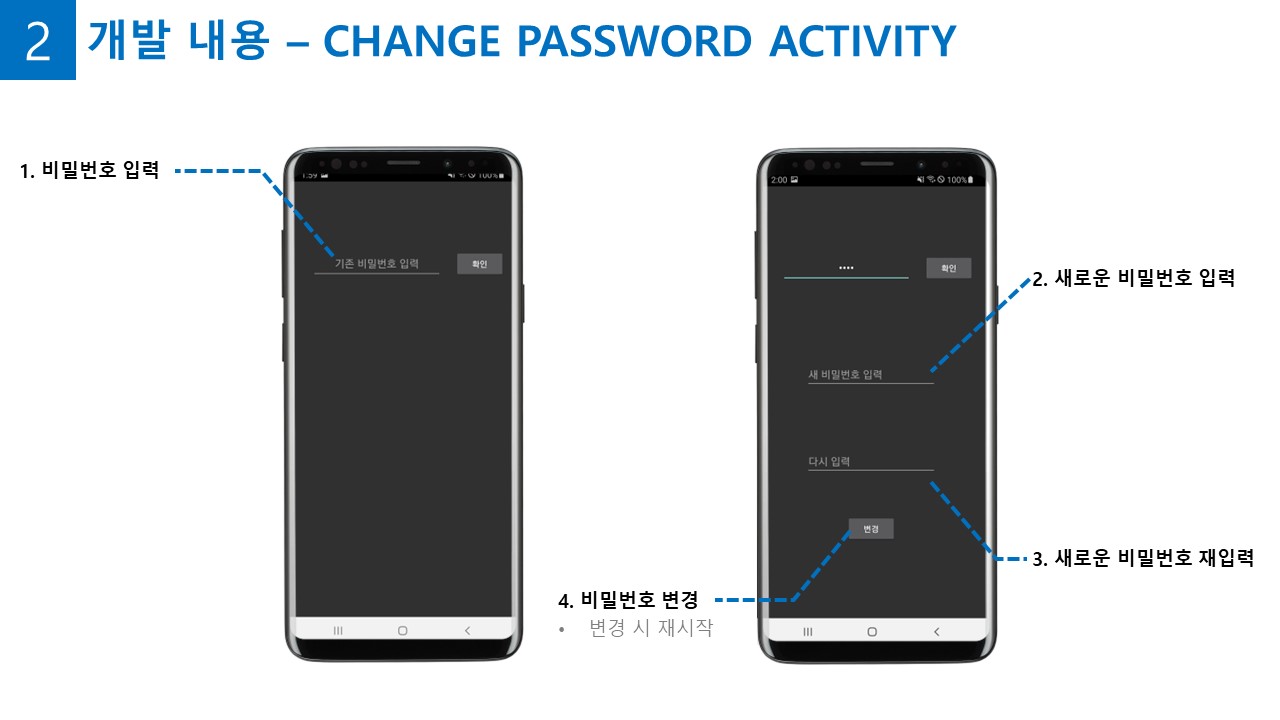 2
개발 내용 – CHANGE PASSWORD ACTIVITY
1. 비밀번호 입력
1:59
100%
기존 비밀번호 입력
확인
2:00
100%
••••
확인
2. 새로운 비밀번호 입력
새 비밀번호 입력
다시 입력
변경
3. 새로운 비밀번호 재입력
4. 비밀번호 변경
• 변경 시 재시작